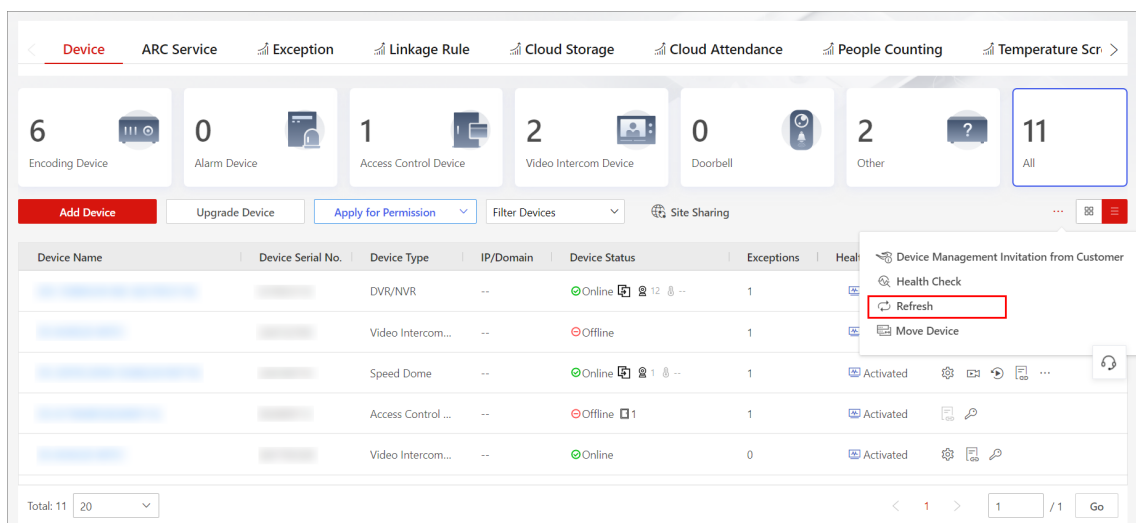 Device ARC Service Exception Linkage Rule Cloud Storage Cloud Attendance People Counting Temperature Scr
6 0 1 2 0 2 ? 11
Encoding Device Alarm Device Access Control Device Video Intercom Device Doorbell Other All
Add Device Upgrade Device Apply for Permission Filter Devices Site Sharing ...
Device Name Device Serial No. Device Type IP/Domain Device Status Exceptions Heal
Device Management Invitation from Customer
Health Check
Refresh
Move Device
DVR/NVR -- Online 12 -- 1
Video Intercom... -- Offline 1
Speed Dome -- Online 1 -- 1 Activated ...
Access Control ... -- Offline 1 1 Activated
Video Intercom... -- Online 0 Activated
Total: 11 20 < 1 > 1 / 1 Go